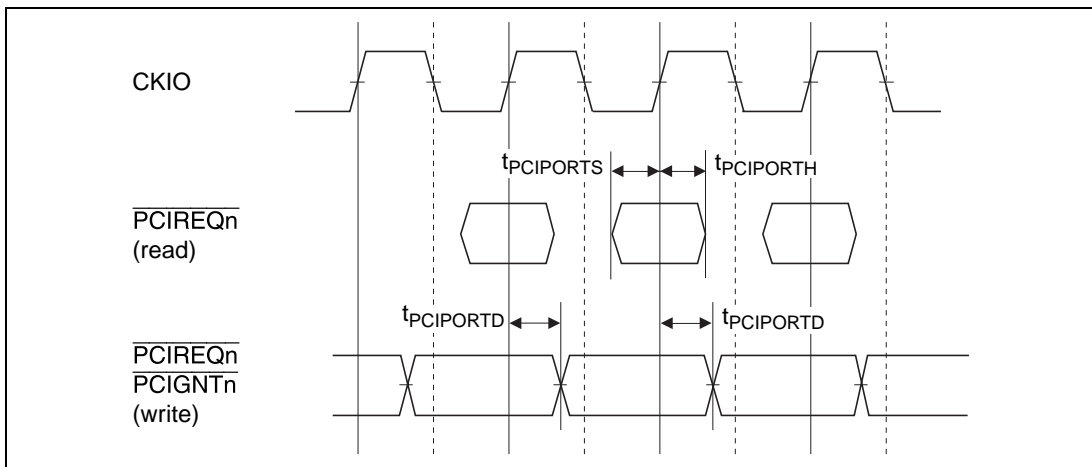 CKIO
tPCIPORTS
tPCIPORTH
PCIREQn
(read)
tPCIPORTD
tPCIPORTD
PCIREQn
PCIGNTn
(write)